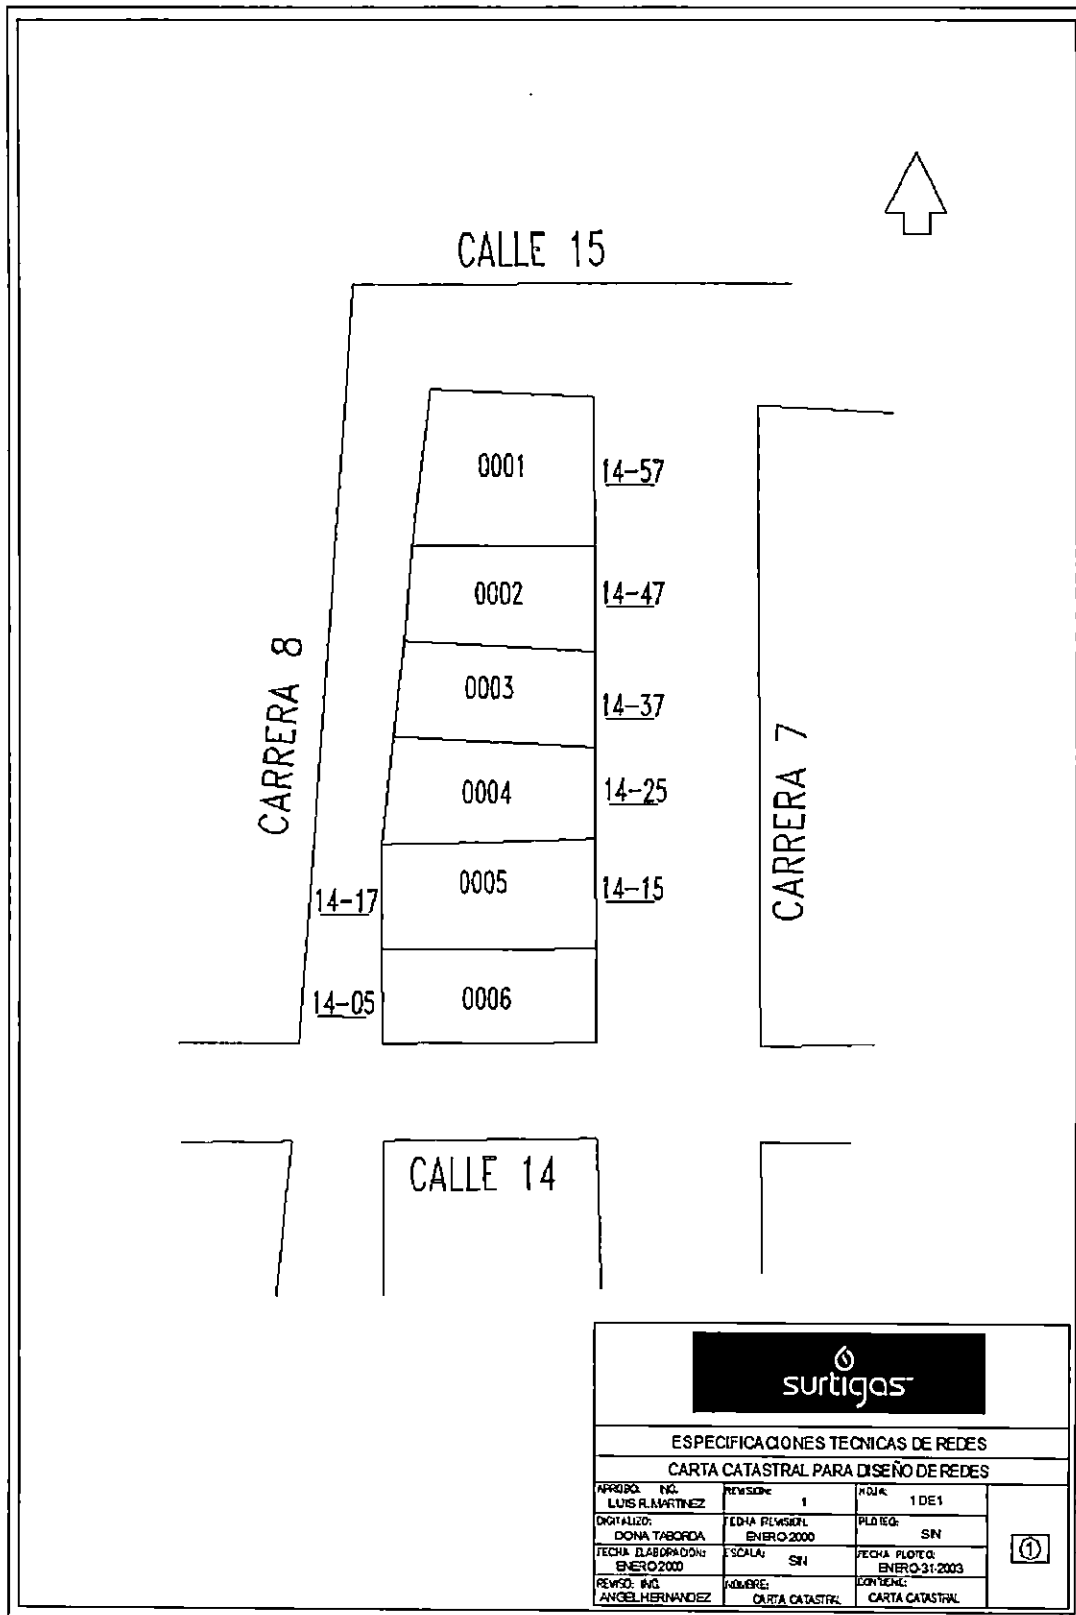 CALLE 15
0001
14-57
0002
14-47
0003
14-37
CARRERA 8
0004
14-25
CARRERA 7
0005
14-15
14-17
0006
14-05
CALLE 14
surtigas
ESPECIFICACIONES TECNICAS DE REDES
CARTA CATASTRAL PARA DISEÑO DE REDES
APROBO: ING. LUIS R. MARTINEZ
REVISION: 1
HOJA: 1 DE 1
DIGITALIZO: DONA TABORDA
FECHA REVISION: ENERO-2000
PLOTEO: S/N
FECHA ELABORACION: ENERO 2000
ESCALA: S/N
FECHA PLOTEO: ENERO-31-2003
REVISO: ING. ANGEL HERNANDEZ
NOMBRE: CARTA CATASTRAL
CONTIENE: CARTA CATASTRAL
1